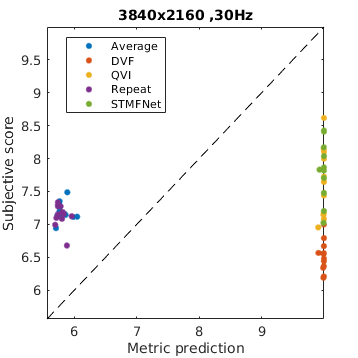 3840x2160 ,30Hz
Average
DVF
QVI
Repeat
STMFNet
Subjective score
9.5
9
8.5
8
7.5
7
6.5
6
6 7 8 9
Metric prediction